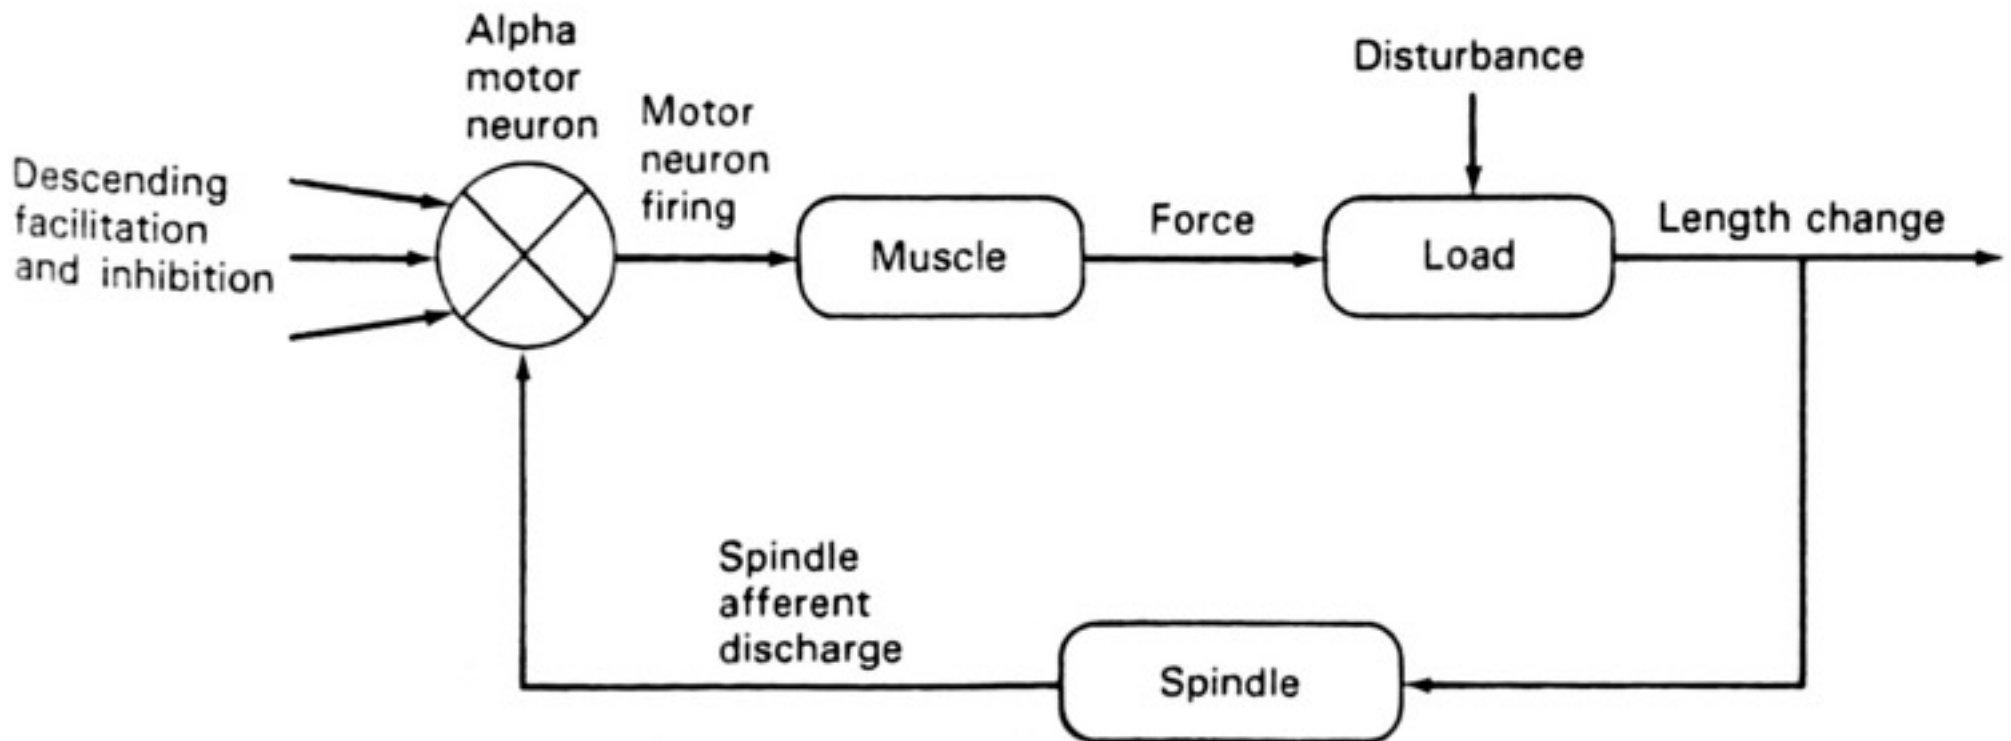 Alpha
motor
neuron
Motor
neuron
firing
Disturbance
Descending
facilitation
and inhibition
Muscle
Force
Load
Length change
Spindle
afferent
discharge
Spindle